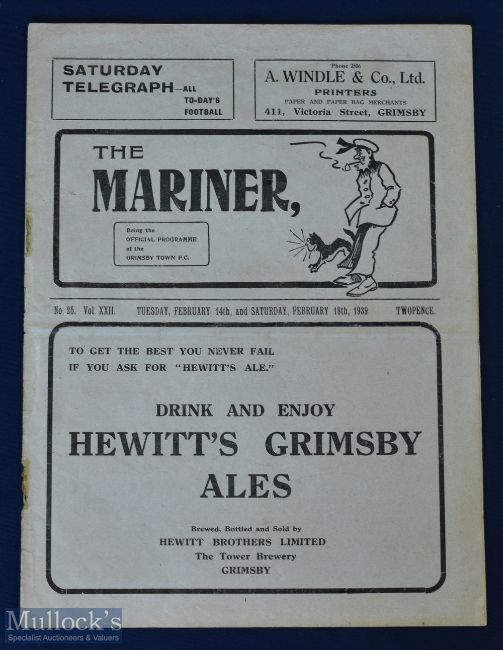 SATURDAY
TELEGRAPH—ALL
TO-DAY'S
FOOTBALL
'Phone 2506
A. WINDLE & Co., Ltd.
PRINTERS
PAPER AND PAPER BAG MERCHANTS
411, Victoria Street, GRIMSBY
THE
MARINER,
Being the
OFFICIAL PROGRAMME
of the
GRIMSBY TOWN F.C.
No 25. Vol. XXII. TUESDAY, FEBRUARY 14th, and SATURDAY, FEBRUARY 18th, 1939 TWOPENCE.
TO GET THE BEST YOU NEVER FAIL
IF YOU ASK FOR "HEWITT'S ALE."
DRINK AND ENJOY
HEWITT'S GRIMSBY
ALES
Brewed, Bottled and Sold by
HEWITT BROTHERS LIMITED
The Tower Brewery
GRIMSBY
Mullock's
Specialist Auctioneers & Valuers